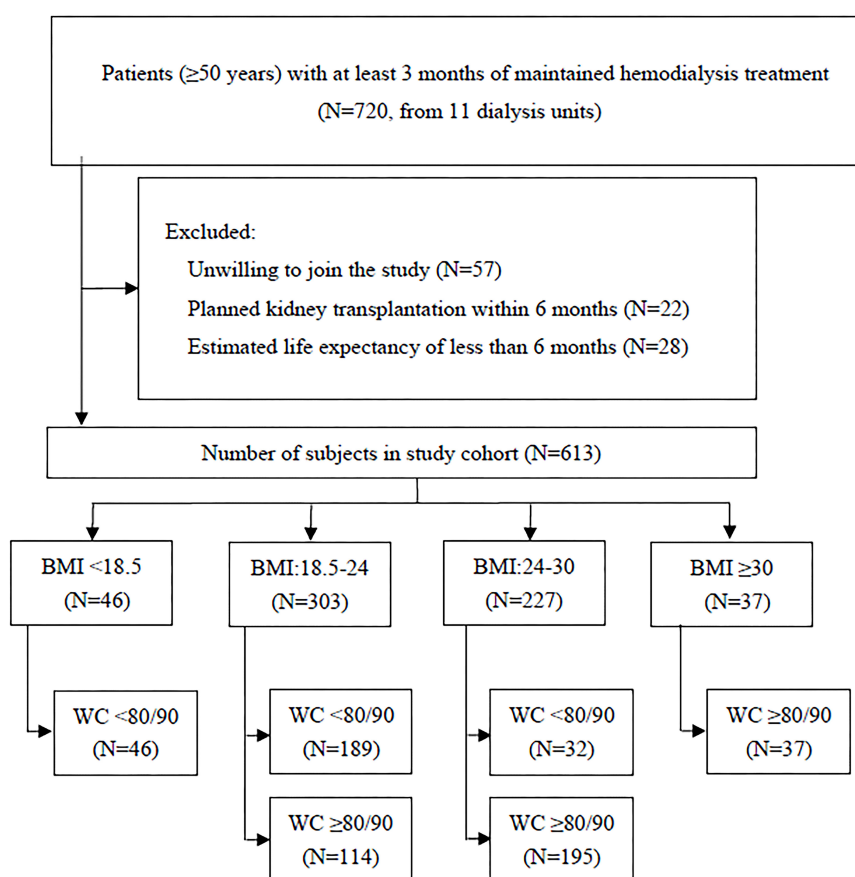 Patients (≥50 years) with at least 3 months of maintained hemodialysis treatment
(N=720, from 11 dialysis units)
Excluded:
Unwilling to join the study (N=57)
Planned kidney transplantation within 6 months (N=22)
Estimated life expectancy of less than 6 months (N=28)
Number of subjects in study cohort (N=613)
BMI <18.5
(N=46)
BMI:18.5-24
(N=303)
BMI:24-30
(N=227)
BMI ≥30
(N=37)
WC <80/90
(N=46)
WC <80/90
(N=189)
WC <80/90
(N=32)
WC ≥80/90
(N=37)
WC ≥80/90
(N=114)
WC ≥80/90
(N=195)